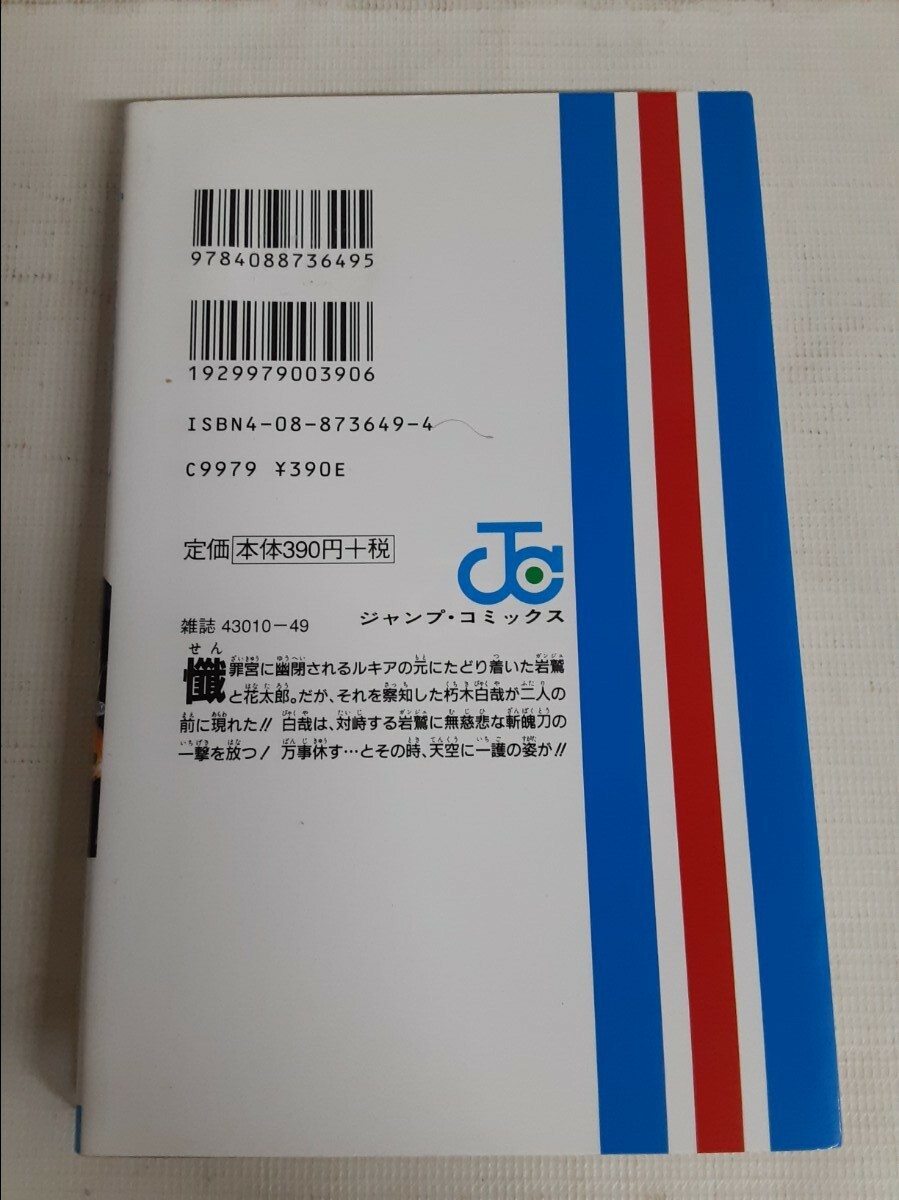 9784088736495
1929979003906
ISBN4-08-873649-4
C9979 ¥390E
定価 本体390円+税
JC
ジャンプ・コミックス
雑誌 43010-49
懺罪宮に幽閉されるルキアの元にたどり着いた岩鷲
と花太郎。だが、それを察知した朽木白哉が二人の
前に現れた!! 白哉は、対峙する岩鷲に無慈悲な斬魄刀の
一撃を放つ! 万事休す…とその時、天空に一護の姿が!!